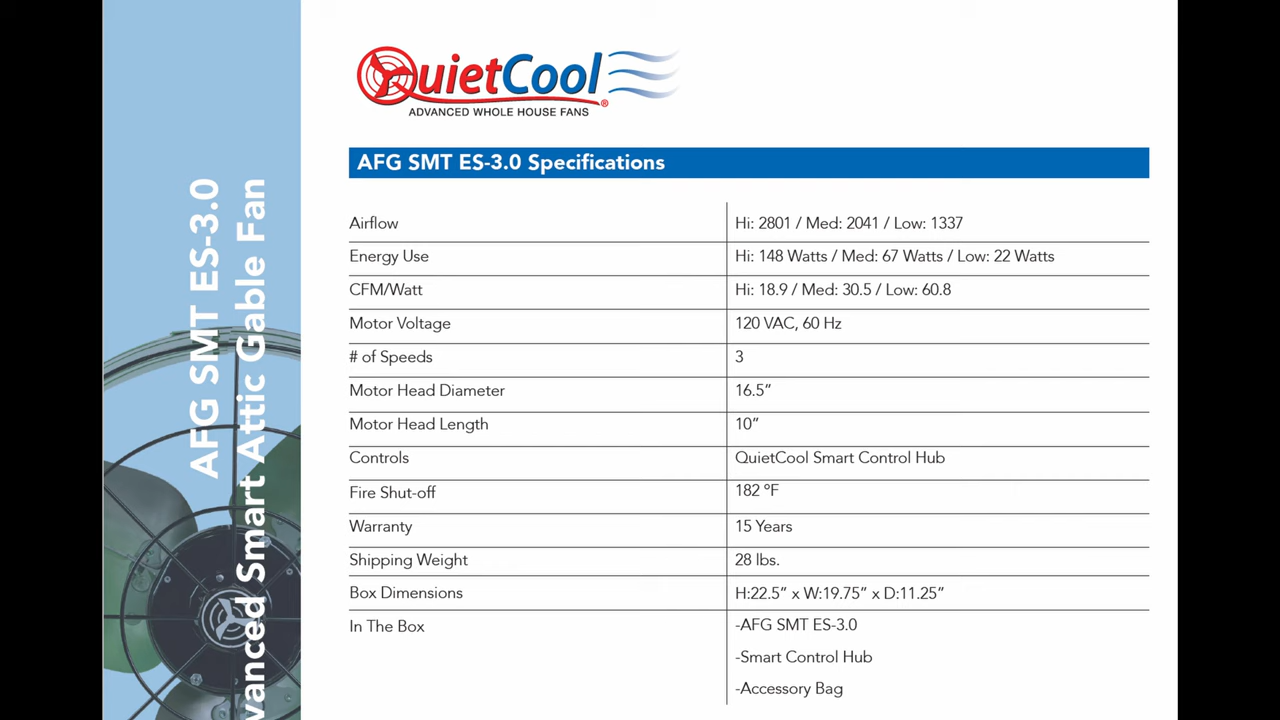 QuietCool®
ADVANCED WHOLE HOUSE FANS
AFG SMT ES-3.0 Specifications
Airflow Hi: 2801 / Med: 2041 / Low: 1337
Energy Use Hi: 148 Watts / Med: 67 Watts / Low: 22 Watts
CFM/Watt Hi: 18.9 / Med: 30.5 / Low: 60.8
Motor Voltage 120 VAC, 60 Hz
# of Speeds 3
Motor Head Diameter 16.5”
Motor Head Length 10”
Controls QuietCool Smart Control Hub
Fire Shut-off 182 ºF
Warranty 15 Years
Shipping Weight 28 lbs.
Box Dimensions H:22.5” x W:19.75” x D:11.25”
In The Box -AFG SMT ES-3.0
-Smart Control Hub
-Accessory Bag
AFG SMT ES-3.0
vanced Smart Attic Gable Fan